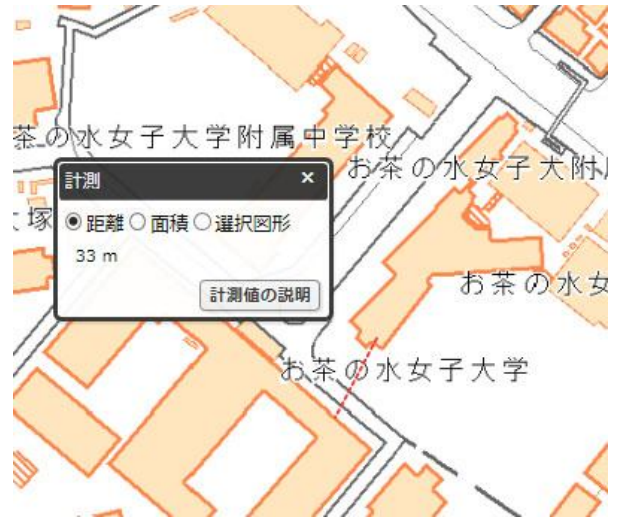 茶の水女子大学附属中学校
お茶の水女子大附
塚
計測 ×
距離 面積 選択図形
33 m
計測値の説明
お茶の水女
お茶の水女子大学